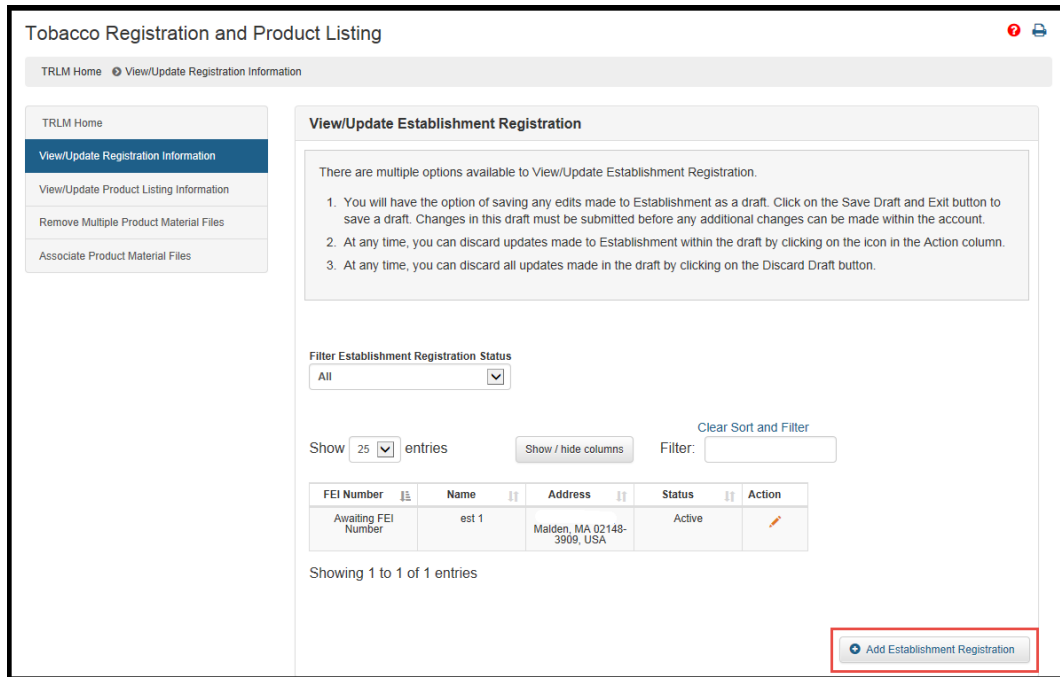 Tobacco Registration and Product Listing
TRLM Home View/Update Registration Information
TRLM Home
View/Update Registration Information
View/Update Product Listing Information
Remove Multiple Product Material Files
Associate Product Material Files
View/Update Establishment Registration
There are multiple options available to View/Update Establishment Registration.
1. You will have the option of saving any edits made to Establishment as a draft. Click on the Save Draft and Exit button to
save a draft. Changes in this draft must be submitted before any additional changes can be made within the account.
2. At any time, you can discard updates made to Establishment within the draft by clicking on the icon in the Action column.
3. At any time, you can discard all updates made in the draft by clicking on the Discard Draft button.
Filter Establishment Registration Status
All
Clear Sort and Filter
Show 25 entries Show / hide columns Filter:
FEI Number Name Address Status Action
Awaiting FEI Number est 1 Malden, MA 02148-3909, USA Active
Showing 1 to 1 of 1 entries
Add Establishment Registration